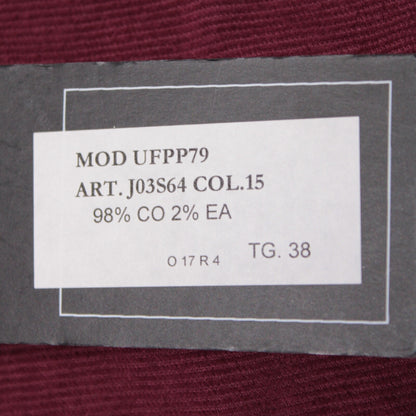 MOD UFPP79
ART. J03S64 COL.15
98% CO 2% EA
O 17 R 4 TG. 38